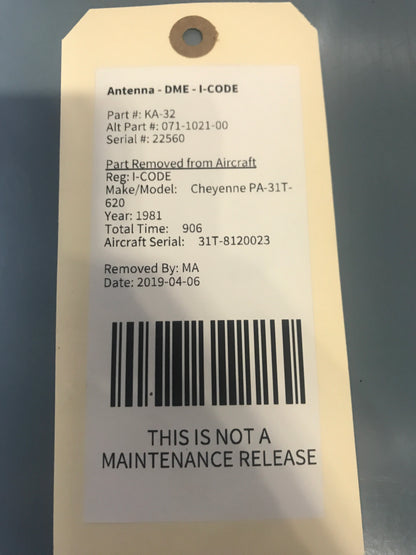 Antenna - DME - I-CODE
Part #: KA-32
Alt Part #: 071-1021-00
Serial #: 22560
Part Removed from Aircraft
Reg: I-CODE
Make/Model: Cheyenne PA-31T-
620
Year: 1981
Total Time: 906
Aircraft Serial: 31T-8120023
Removed By: MA
Date: 2019-04-06
THIS IS NOT A
MAINTENANCE RELEASE